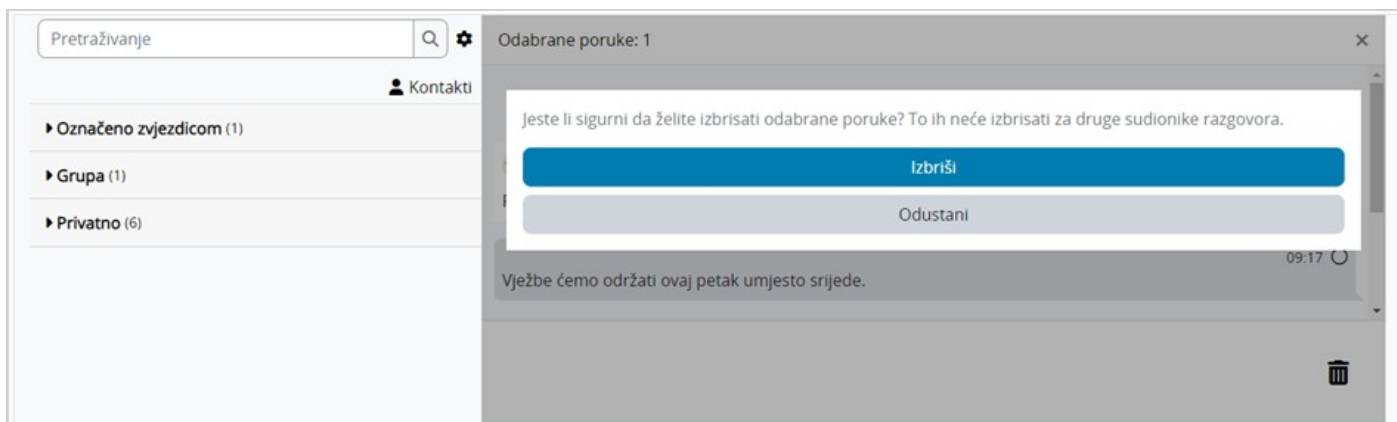 Pretraživanje
Kontakti
Označeno zvjezdicom (1)
Grupa (1)
Privatno (6)
Odabrane poruke: 1
Jeste li sigurni da želite izbrisati odabrane poruke? To ih neće izbrisati za druge sudionike razgovora.
Izbriši
Odustani
09:17
Vježbe ćemo održati ovaj petak umjesto srijede.